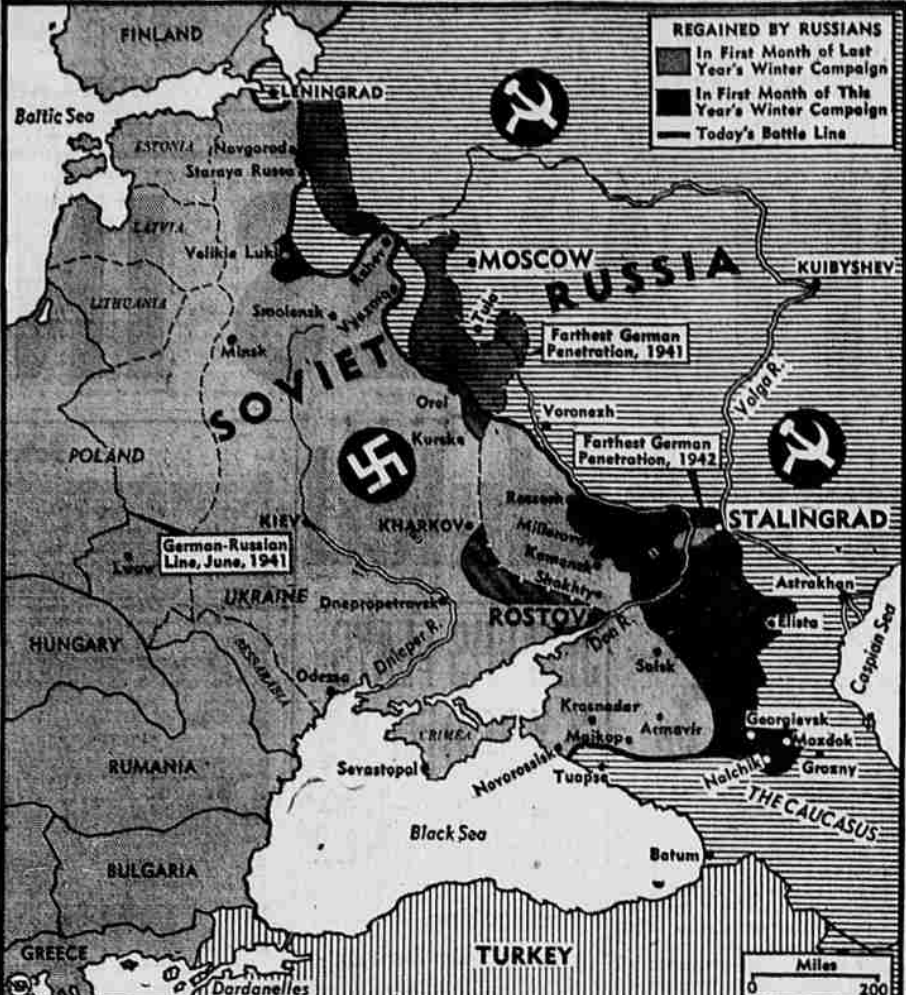 REGAINED BY RUSSIANS
In First Month of Last
Year's Winter Campaign
In First Month of This
Year's Winter Campaign
Today's Battle Line
FINLAND
LENINGRAD
Baltic Sea
ESTONIA
Novgorod
Staraya Russa
LATVIA
Velikie Luki
Rzhev
MOSCOW
RUSSIA
KUIBYSHEV
LITHUANIA
Smolensk
Vyazma
Tula
Farthest German
Penetration, 1941
Minsk
SOVIET
Volga R.
Orel
Voronezh
Kursk
Farthest German
Penetration, 1942
POLAND
Rossosh
STALINGRAD
KIEV
KHARKOV
Millerovo
German-Russian
Line, June, 1941
Lwow
Kamensk
Shakhty
Astrakhan
UKRAINE
Dnepropetrovsk
ROSTOV
Don R.
Elista
HUNGARY
BESSARABIA
Dnieper R.
Salsk
Caspian Sea
Odessa
Krasnodar
Armavir
Georgievsk
CRIMEA
Maikop
Mozdok
RUMANIA
Sevastopol
Novorossisk
Tuapse
Nalchik
Grozny
THE CAUCASUS
Black Sea
BULGARIA
Batum
GREECE
TURKEY
Miles
0 200
Dardanelles